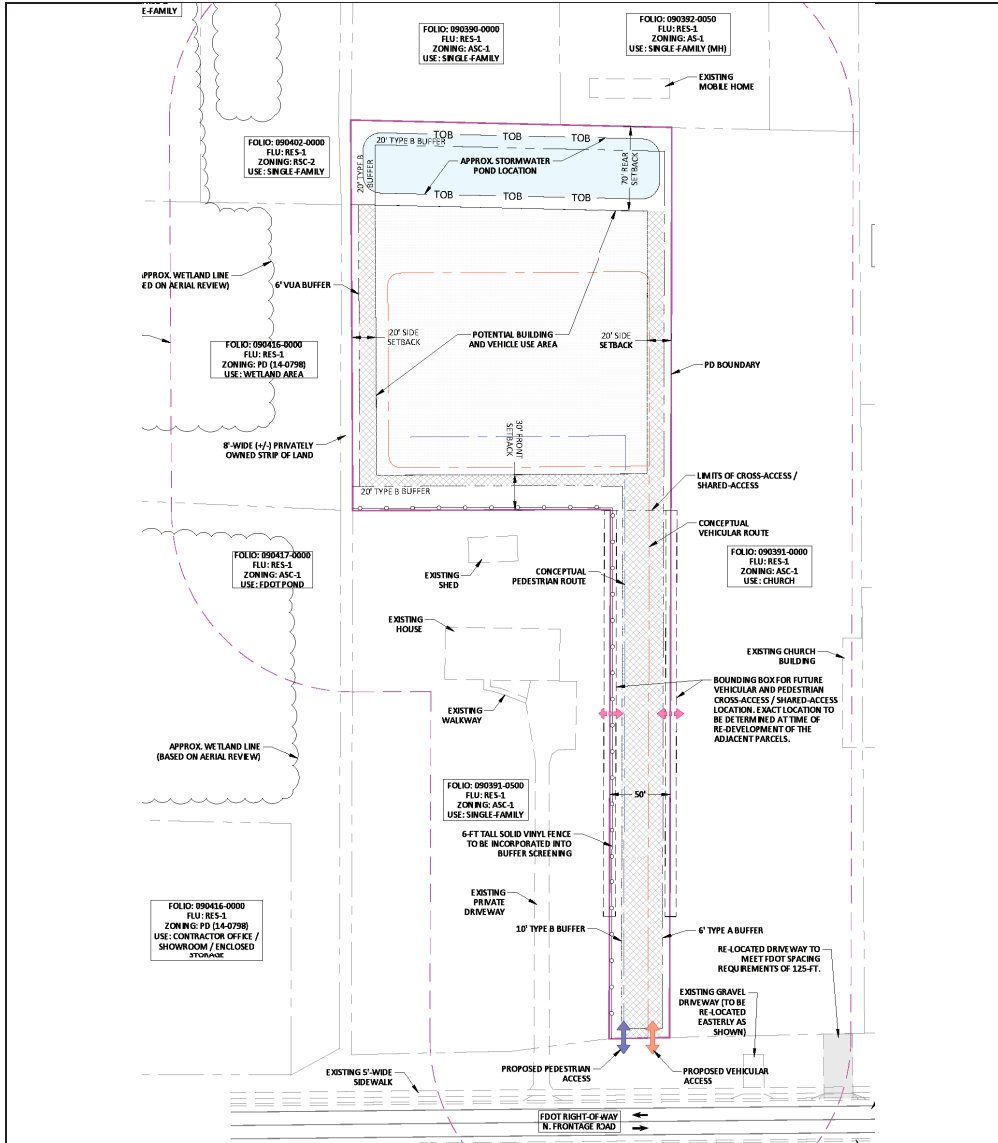 E-FAMILY
FOLIO: 090390-0000
FLU: RES-1
ZONING: ASC-1
USE: SINGLE-FAMILY
FOLIO: 090392-0050
FLU: RES-1
ZONING: AS-1
USE: SINGLE-FAMILY (MH)
EXISTING
MOBILE HOME
FOLIO: 090402-0000
FLU: RES-1
ZONING: RSC-2
USE: SINGLE-FAMILY
TOB
TOB
TOB
20' TYPE B BUFFER
20' TYPE B
BUFFER
APPROX. STORMWATER
POND LOCATION
70' REAR
SETBACK
TOB
TOB
TOB
APPROX. WETLAND LINE
ED ON AERIAL REVIEW)
6' VUA BUFFER
20' SIDE
SETBACK
POTENTIAL BUILDING
AND VEHICLE USE AREA
20' SIDE
SETBACK
FOLIO: 090416-0000
FLU: RES-1
ZONING: PD (14-0798)
USE: WETLAND AREA
PD BOUNDARY
8'-WIDE (+/-) PRIVATELY
OWNED STRIP OF LAND
30' FRONT
SETBACK
20' TYPE B BUFFER
LIMITS OF CROSS-ACCESS /
SHARED-ACCESS
CONCEPTUAL
VEHICULAR ROUTE
FOLIO: 090417-0000
FLU: RES-1
ZONING: ASC-1
USE: FDOT POND
EXISTING
SHED
CONCEPTUAL
PEDESTRIAN ROUTE
FOLIO: 090391-0000
FLU: RES-1
ZONING: ASC-1
USE: CHURCH
EXISTING
HOUSE
EXISTING CHURCH
BUILDING
EXISTING
WALKWAY
BOUNDING BOX FOR FUTURE
VEHICULAR AND PEDESTRIAN
CROSS-ACCESS / SHARED-ACCESS
LOCATION. EXACT LOCATION TO
BE DETERMINED AT TIME OF
RE-DEVELOPMENT OF THE
ADJACENT PARCELS.
APPROX. WETLAND LINE
(BASED ON AERIAL REVIEW)
FOLIO: 090391-0500
FLU: RES-1
ZONING: ASC-1
USE: SINGLE-FAMILY
50'
6-FT TALL SOLID VINYL FENCE
TO BE INCORPORATED INTO
BUFFER SCREENING
EXISTING
PRIVATE
DRIVEWAY
FOLIO: 090416-0000
FLU: RES-1
ZONING: PD (14-0798)
USE: CONTRACTOR OFFICE /
SHOWROOM / ENCLOSED
STORAGE
10' TYPE B BUFFER
6' TYPE A BUFFER
RE-LOCATED DRIVEWAY TO
MEET FDOT SPACING
REQUIREMENTS OF 125-FT.
EXISTING GRAVEL
DRIVEWAY (TO BE
RE-LOCATED
EASTERLY AS
SHOWN)
EXISTING 5'-WIDE
SIDEWALK
PROPOSED PEDESTRIAN
ACCESS
PROPOSED VEHICULAR
ACCESS
FDOT RIGHT-OF-WAY
N. FRONTAGE ROAD